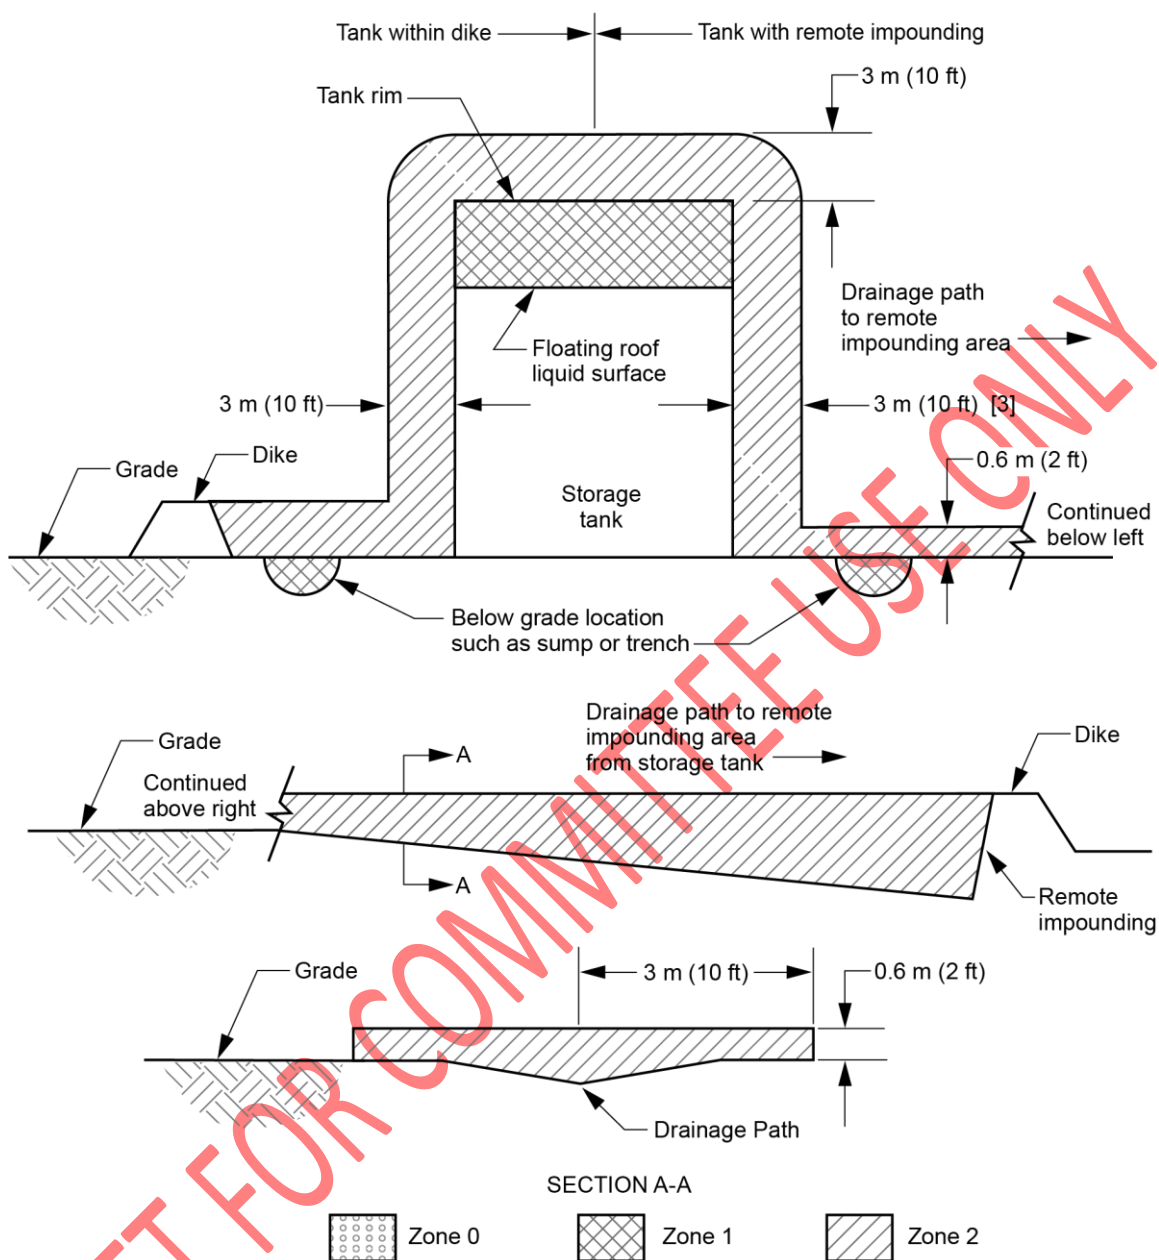 Tank within dike
Tank with remote impounding
3 m (10 ft)
Tank rim
Drainage path
to remote
impounding area
Floating roof
liquid surface
3 m (10 ft)
3 m (10 ft) [3]
Grade
Dike
0.6 m (2 ft)
Storage
tank
Continued
below left
Below grade location
such as sump or trench
Drainage path to remote
impounding area
from storage tank
Grade
A
Dike
Continued
above right
A
Remote
impounding
Grade
3 m (10 ft)
0.6 m (2 ft)
Drainage Path
SECTION A-A
Zone 0
Zone 1
Zone 2
FOR COMMITTEE USE ONLY